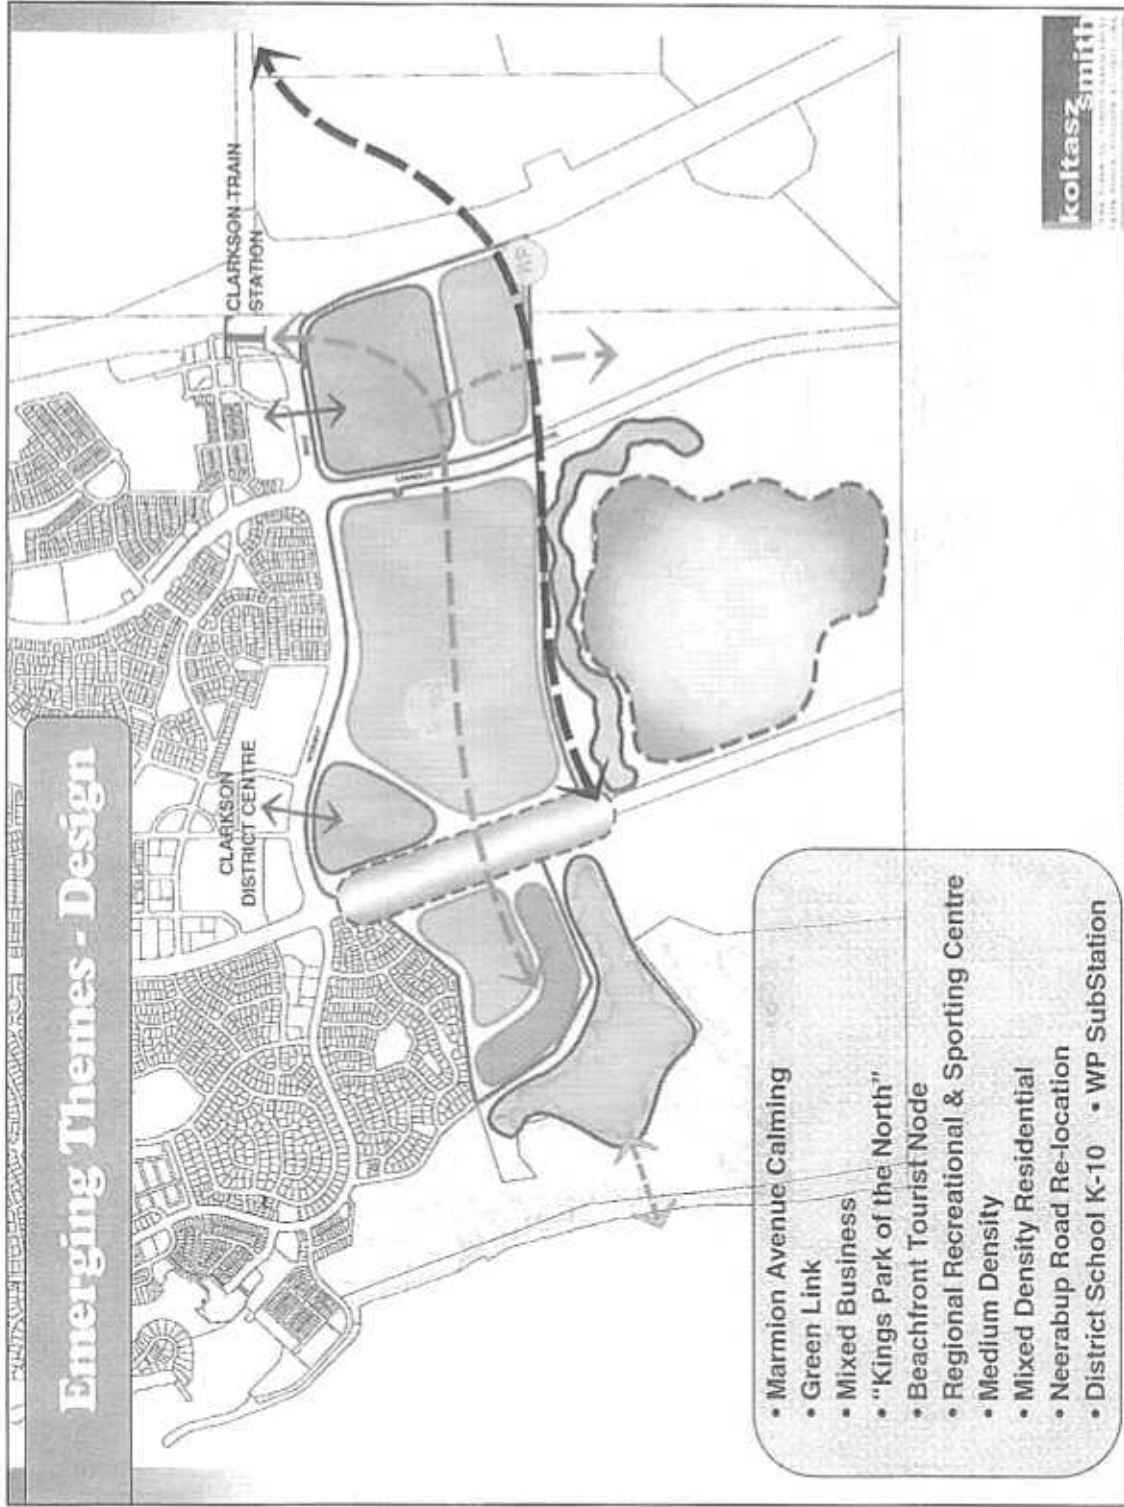 Emerging Themes - Design
CLARKSON TRAIN
STATION
CLARKSON
DISTRICT CENTRE
WP
• Marmion Avenue Calming
• Green Link
• Mixed Business
• "Kings Park of the North"
• Beachfront Tourist Node
• Regional Recreational & Sporting Centre
• Medium Density
• Mixed Density Residential
• Neerabup Road Re-location
• District School K-10 • WP SubStation
koltasz
smith